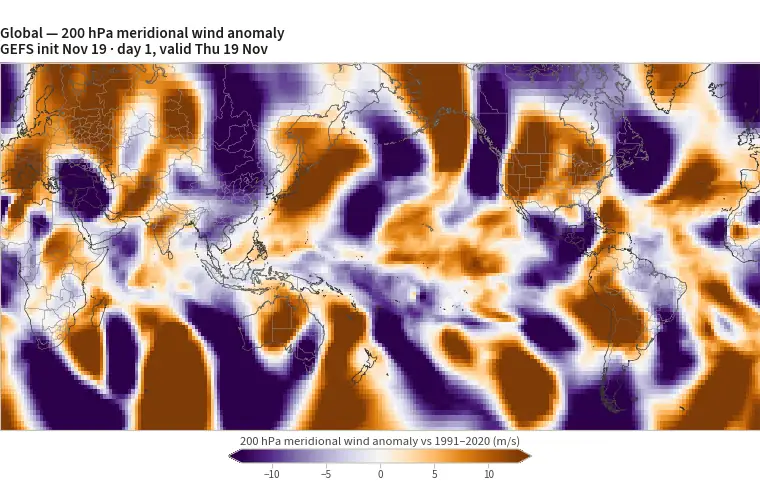 Global — 200 hPa meridional wind anomaly
GEFS init Nov 19 · day 1, valid Thu 19 Nov
200 hPa meridional wind anomaly vs 1991–2020 (m/s)
−10 −5 0 5 10